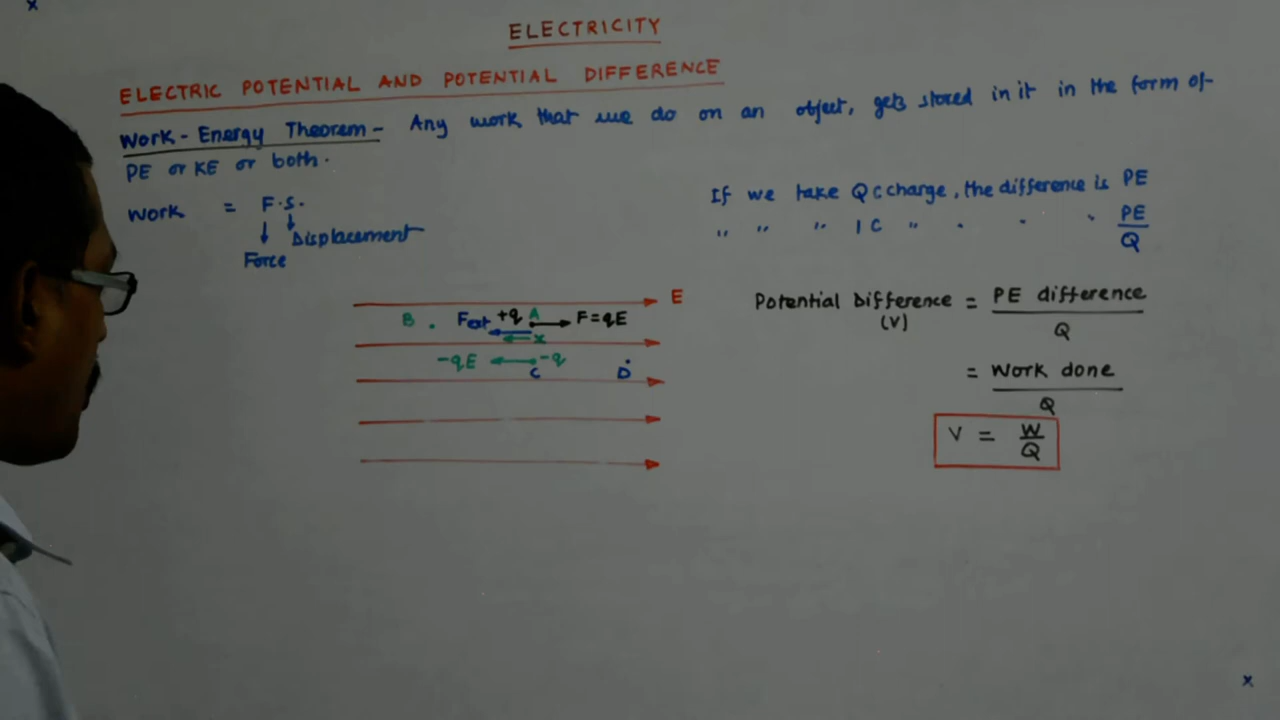 x
ELECTRICITY
ELECTRIC POTENTIAL AND POTENTIAL DIFFERENCE
Work - Energy Theorem - Any work that we do on an object, gets stored in it in the form of
PE or KE or both.
Work = F.S.
Displacement
Force
If we take Q C charge, the difference is PE
" " " 1 C " " " " PE/Q
E
B . Fext +q A F=qE
x
-qE -q
C D
Potential Difference = PE difference/Q
(V)
= Work done/Q
V = W/Q
x